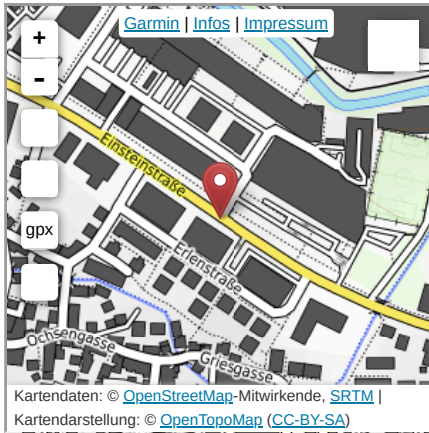 Garmin | Infos | Impressum
+
-
gpx
Einsteinstraße
Erlenstraße
Ochsengasse
Griesgasse
Kartendaten: © OpenStreetMap-Mitwirkende, SRTM |
Kartendarstellung: © OpenTopoMap (CC-BY-SA)